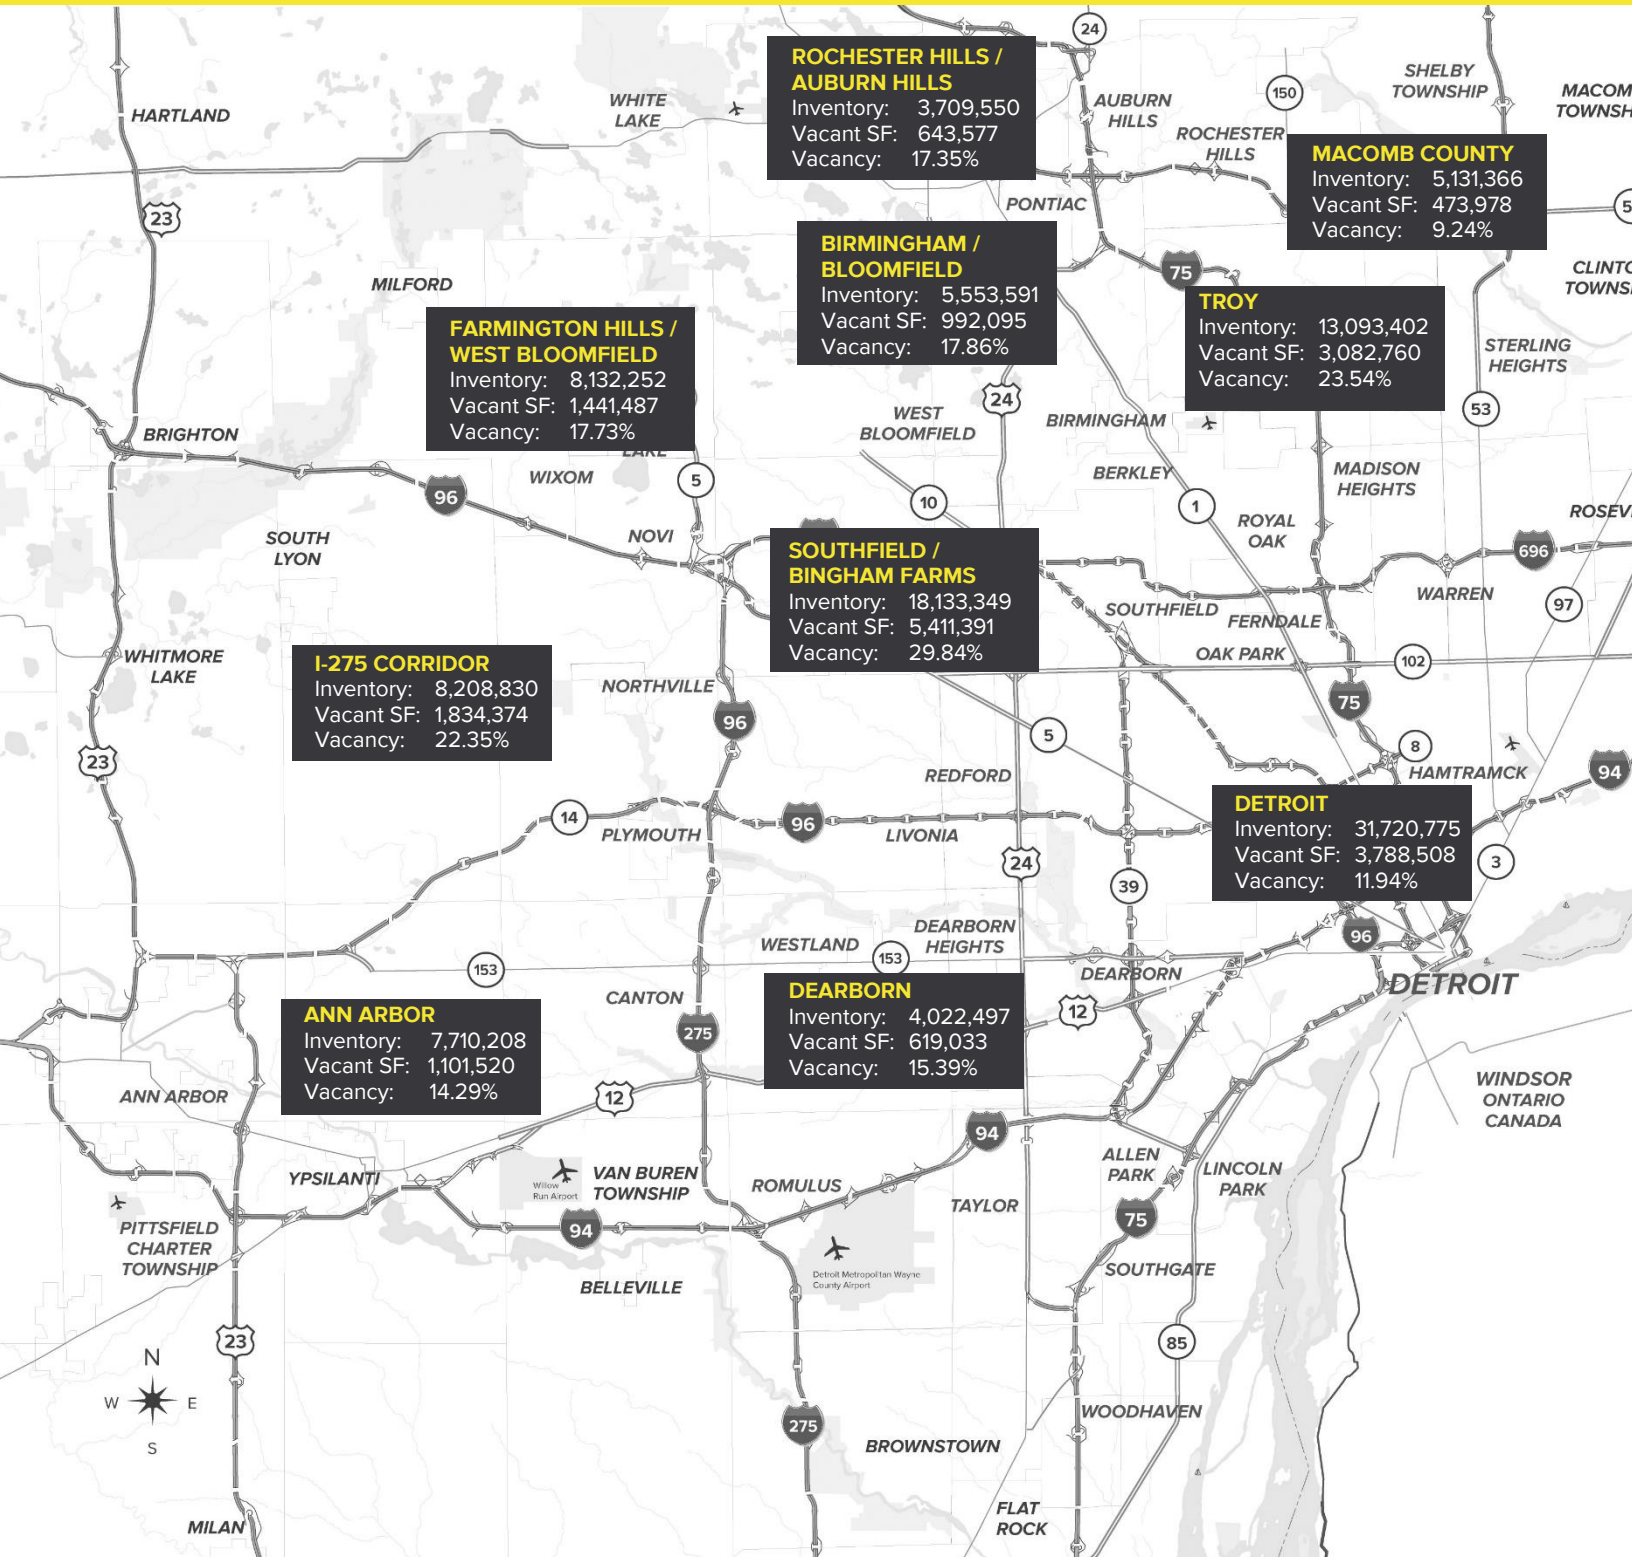 24
ROCHESTER HILLS /
AUBURN HILLS
Inventory: 3,709,550
Vacant SF: 643,577
Vacancy: 17.35%
SHELBY
TOWNSHIP
150
WHITE
LAKE
AUBURN
HILLS
HARTLAND
ROCHESTER
HILLS
MACOMB COUNTY
Inventory: 5,131,366
Vacant SF: 473,978
Vacancy: 9.24%
PONTIAC
23
BIRMINGHAM /
BLOOMFIELD
Inventory: 5,553,591
Vacant SF: 992,095
Vacancy: 17.86%
75
MILFORD
TROY
Inventory: 13,093,402
Vacant SF: 3,082,760
Vacancy: 23.54%
FARMINGTON HILLS /
WEST BLOOMFIELD
Inventory: 8,132,252
Vacant SF: 1,441,487
Vacancy: 17.73%
STERLING
HEIGHTS
24
53
WEST
BLOOMFIELD
BIRMINGHAM
BRIGHTON
LAKE
WIXOM
5
96
BERKLEY
MADISON
HEIGHTS
10
1
ROYAL
OAK
SOUTH
LYON
NOVI
SOUTHFIELD /
BINGHAM FARMS
Inventory: 18,133,349
Vacant SF: 5,411,391
Vacancy: 29.84%
696
WARREN
97
SOUTHFIELD
FERNDALE
OAK PARK
102
WHITMORE
LAKE
I-275 CORRIDOR
Inventory: 8,208,830
Vacant SF: 1,834,374
Vacancy: 22.35%
NORTHVILLE
75
96
5
8
23
REDFORD
HAMTRAMCK
94
DETROIT
Inventory: 31,720,775
Vacant SF: 3,788,508
Vacancy: 11.94%
14
PLYMOUTH
96
LIVONIA
24
3
39
DEARBORN
HEIGHTS
WESTLAND
96
153
153
DEARBORN
DETROIT
DEARBORN
Inventory: 4,022,497
Vacant SF: 619,033
Vacancy: 15.39%
CANTON
ANN ARBOR
Inventory: 7,710,208
Vacant SF: 1,101,520
Vacancy: 14.29%
12
275
ANN ARBOR
12
WINDSOR
ONTARIO
CANADA
94
ALLEN
PARK
LINCOLN
PARK
YPSILANTI
Willow
Run Airport
VAN BUREN
TOWNSHIP
ROMULUS
TAYLOR
75
94
PITTSFIELD
CHARTER
TOWNSHIP
Detroit Metropolitan Wayne
County Airport
SOUTHGATE
BELLEVILLE
23
85
N
W E
S
WOODHAVEN
275
BROWNSTOWN
FLAT
ROCK
MILAN